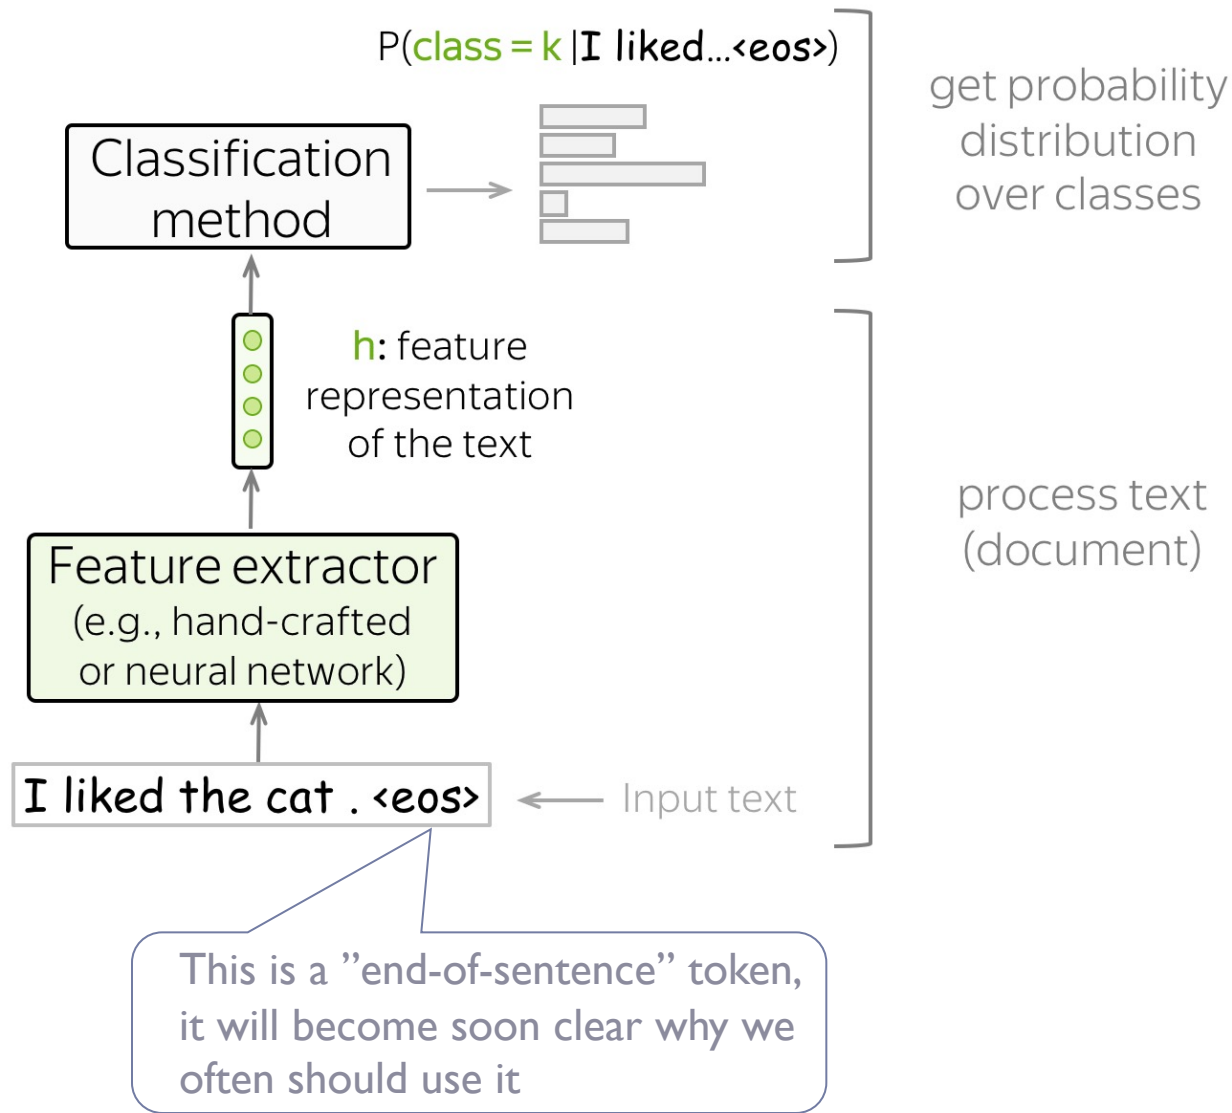 P(class = k |I liked...<eos>)
get probability
distribution
over classes
Classification
method
h: feature
representation
of the text
process text
(document)
Feature extractor
(e.g., hand-crafted
or neural network)
I liked the cat . <eos>
Input text
This is a ”end-of-sentence” token,
it will become soon clear why we
often should use it